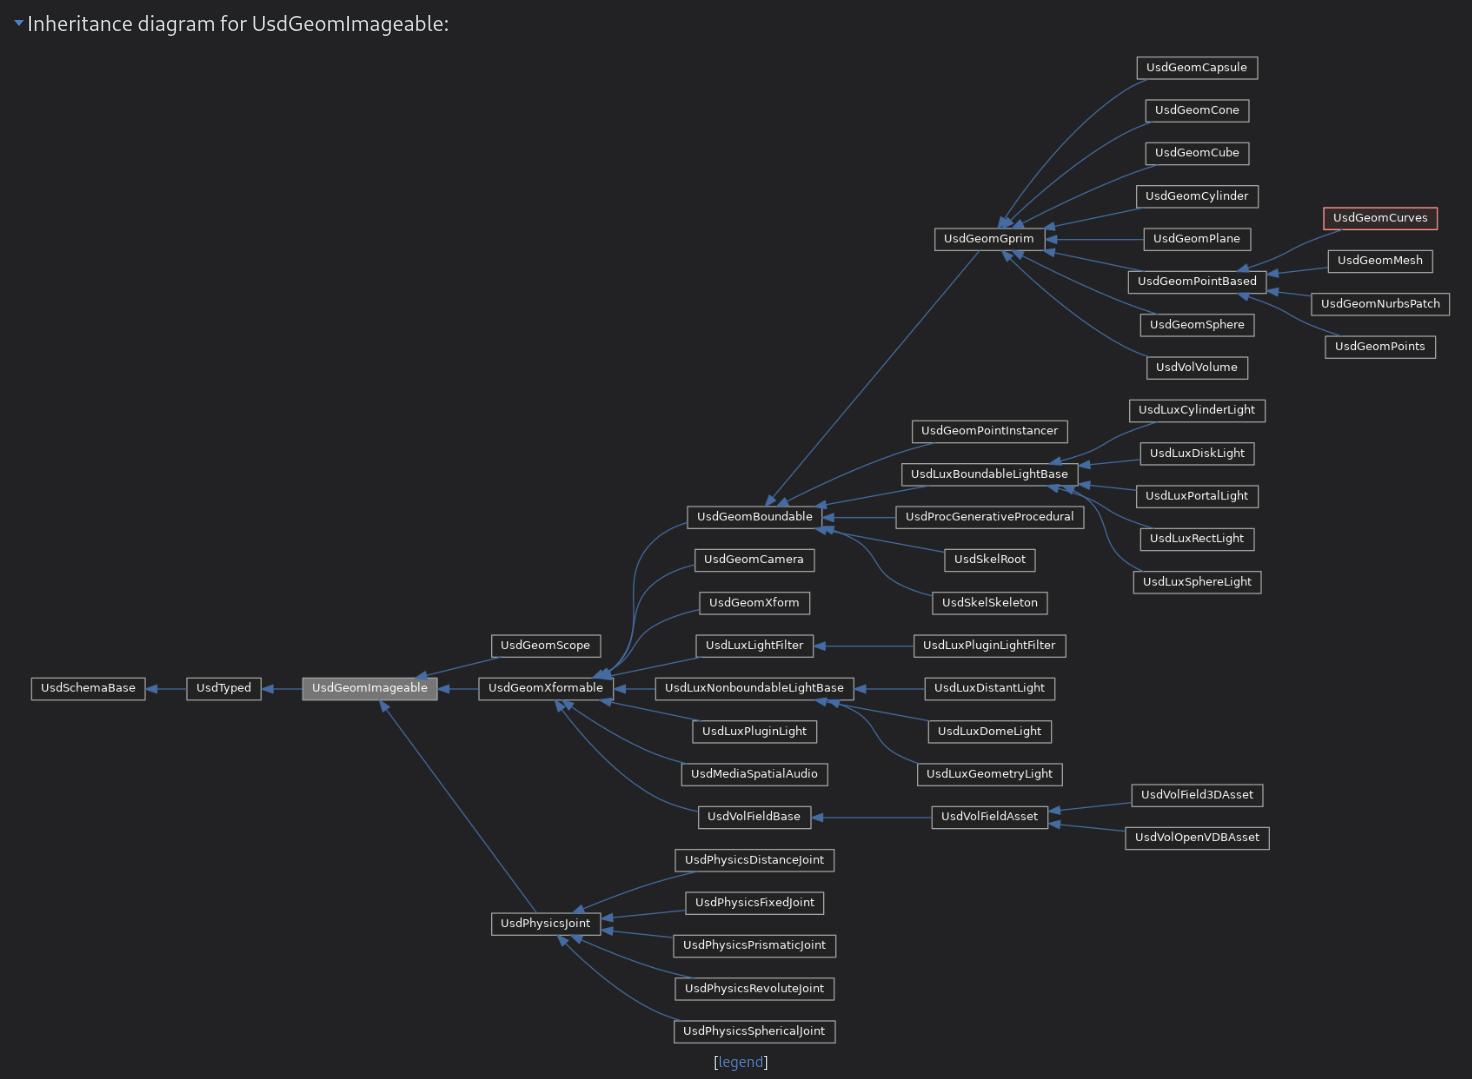 Inheritance diagram for UsdGeomImageable:
UsdGeomCapsule
UsdGeomCone
UsdGeomCube
UsdGeomCylinder
UsdGeomCurves
UsdGeomGprim
UsdGeomPlane
UsdGeomMesh
UsdGeomPointBased
UsdGeomNurbsPatch
UsdGeomSphere
UsdGeomPoints
UsdVolVolume
UsdLuxCylinderLight
UsdGeomPointInstancer
UsdLuxDiskLight
UsdLuxBoundableLightBase
UsdLuxPortalLight
UsdGeomBoundable
UsdProcGenerativeProcedural
UsdLuxRectLight
UsdGeomCamera
UsdSkelRoot
UsdLuxSphereLight
UsdGeomXform
UsdSkelSkeleton
UsdGeomScope
UsdLuxLightFilter
UsdLuxPluginLightFilter
UsdSchemaBase
UsdTyped
UsdGeomImageable
UsdGeomXformable
UsdLuxNonboundableLightBase
UsdLuxDistantLight
UsdLuxPluginLight
UsdLuxDomeLight
UsdMediaSpatialAudio
UsdLuxGeometryLight
UsdVolField3DAsset
UsdVolFieldBase
UsdVolFieldAsset
UsdVolOpenVDBAsset
UsdPhysicsDistanceJoint
UsdPhysicsFixedJoint
UsdPhysicsJoint
UsdPhysicsPrismaticJoint
UsdPhysicsRevoluteJoint
UsdPhysicsSphericalJoint
[legend]